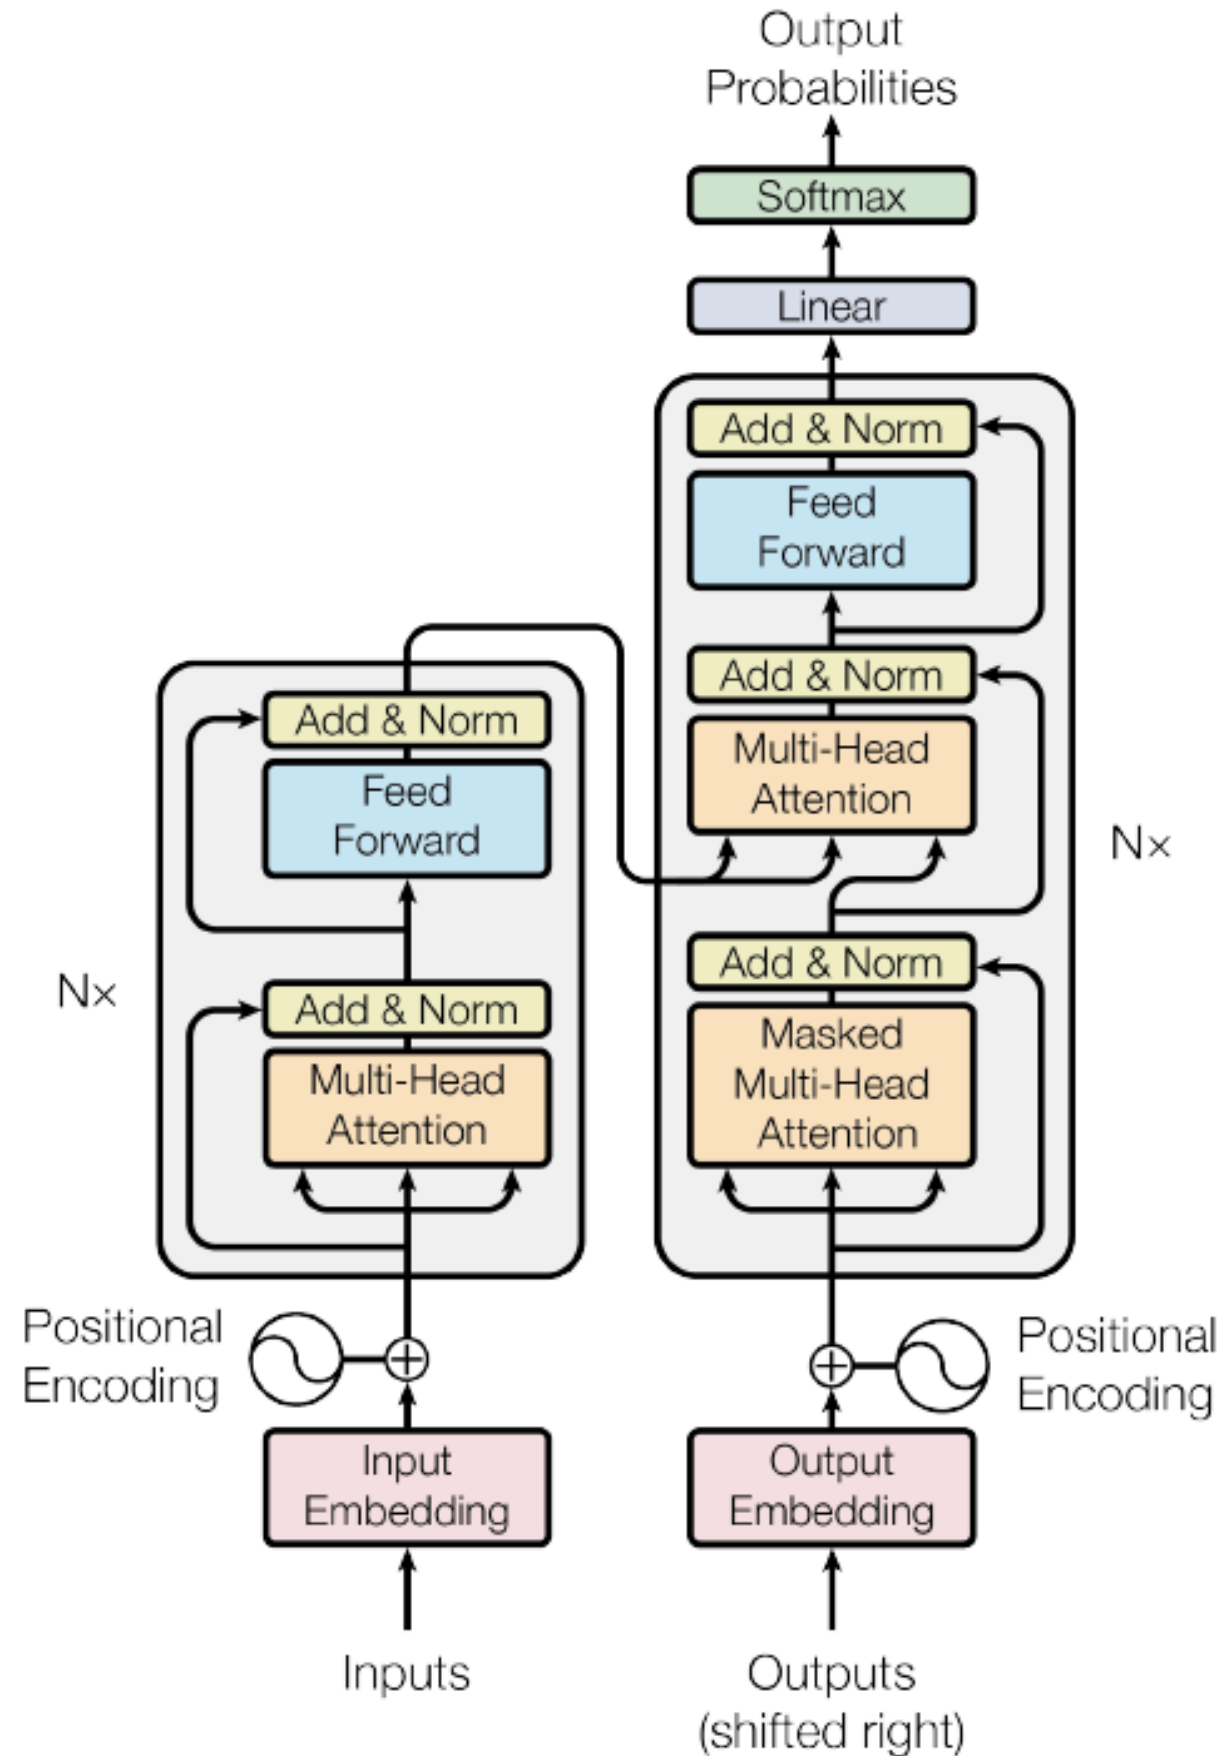 Output
Probabilities
Softmax
Linear
Add & Norm
Feed
Forward
Add & Norm
Multi-Head
Attention
N×
Add & Norm
Masked
Multi-Head
Attention
Add & Norm
Feed
Forward
N×
Add & Norm
Multi-Head
Attention
Positional
Encoding
Positional
Encoding
Input
Embedding
Output
Embedding
Inputs
Outputs
(shifted right)